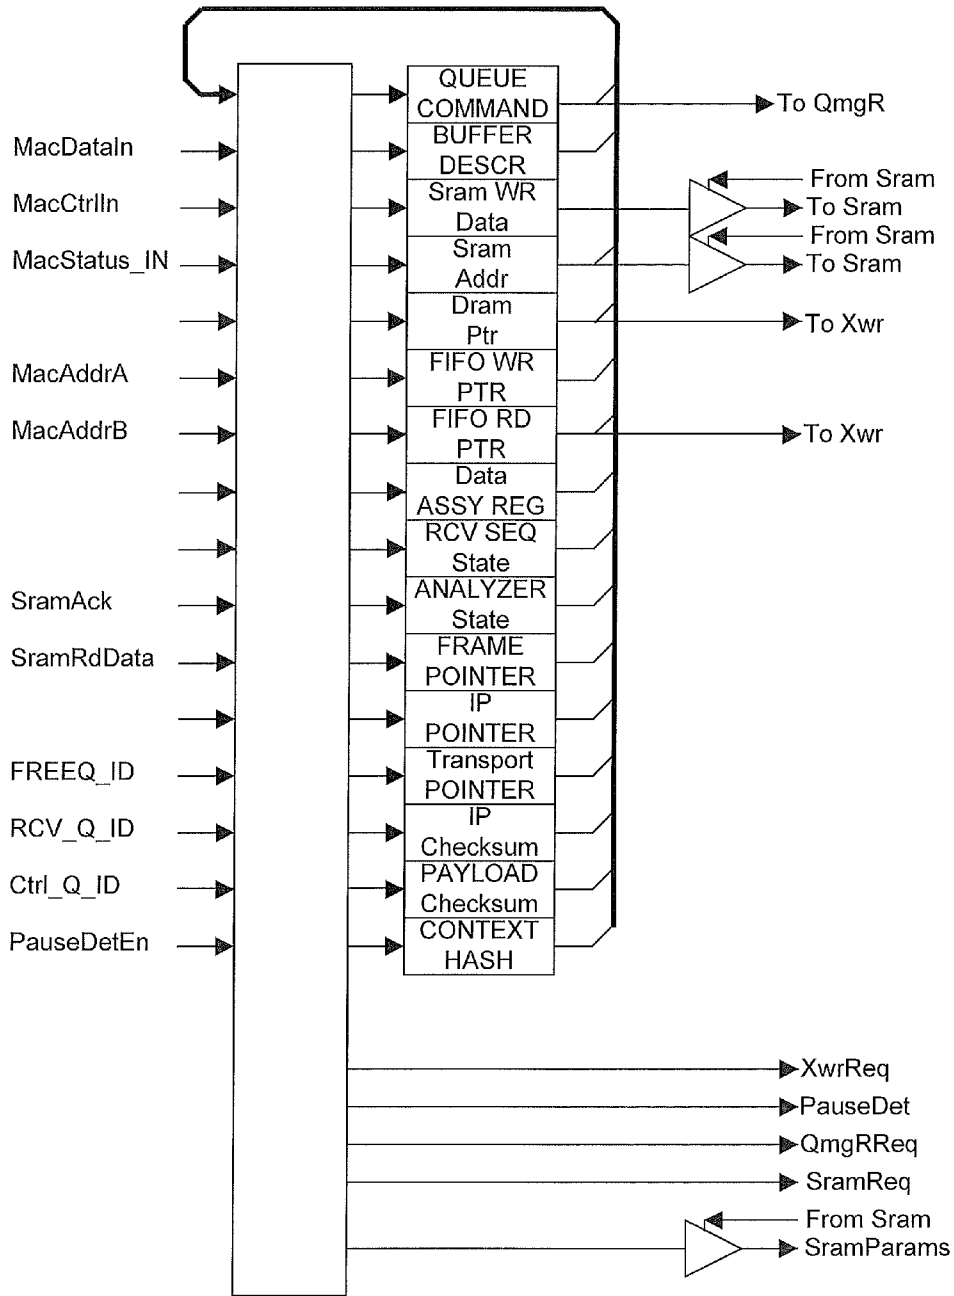 QUEUE
COMMAND
To QmgR
MacDataIn
BUFFER
DESCR
MacCtrlIn
Sram WR
Data
From Sram
To Sram
From Sram
MacStatus_IN
Sram
Addr
To Sram
Dram
Ptr
To Xwr
MacAddrA
FIFO WR
PTR
MacAddrB
FIFO RD
PTR
To Xwr
Data
ASSY REG
RCV SEQ
State
SramAck
ANALYZER
State
SramRdData
FRAME
POINTER
IP
POINTER
FREEQ_ID
Transport
POINTER
RCV_Q_ID
IP
Checksum
Ctrl_Q_ID
PAYLOAD
Checksum
PauseDetEn
CONTEXT
HASH
XwrReq
PauseDet
QmgRReq
SramReq
From Sram
SramParams